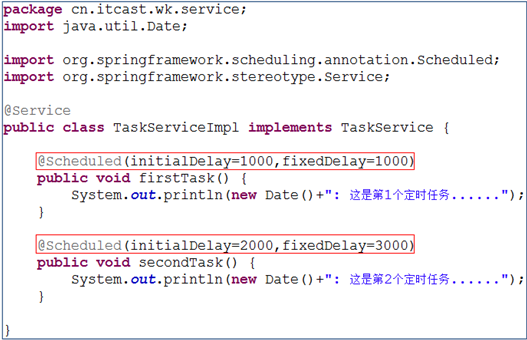 package cn.itcast.wk.service;
import java.util.Date;
import org.springframework.scheduling.annotation.Scheduled;
import org.springframework.stereotype.Service;
@Service
public class TaskServiceImpl implements TaskService {
@Scheduled(initialDelay=1000,fixedDelay=1000)
public void firstTask() {
System.out.println(new Date()+": 这是第1个定时任务......");
}
@Scheduled(initialDelay=2000,fixedDelay=3000)
public void secondTask() {
System.out.println(new Date()+": 这是第2个定时任务......");
}
}